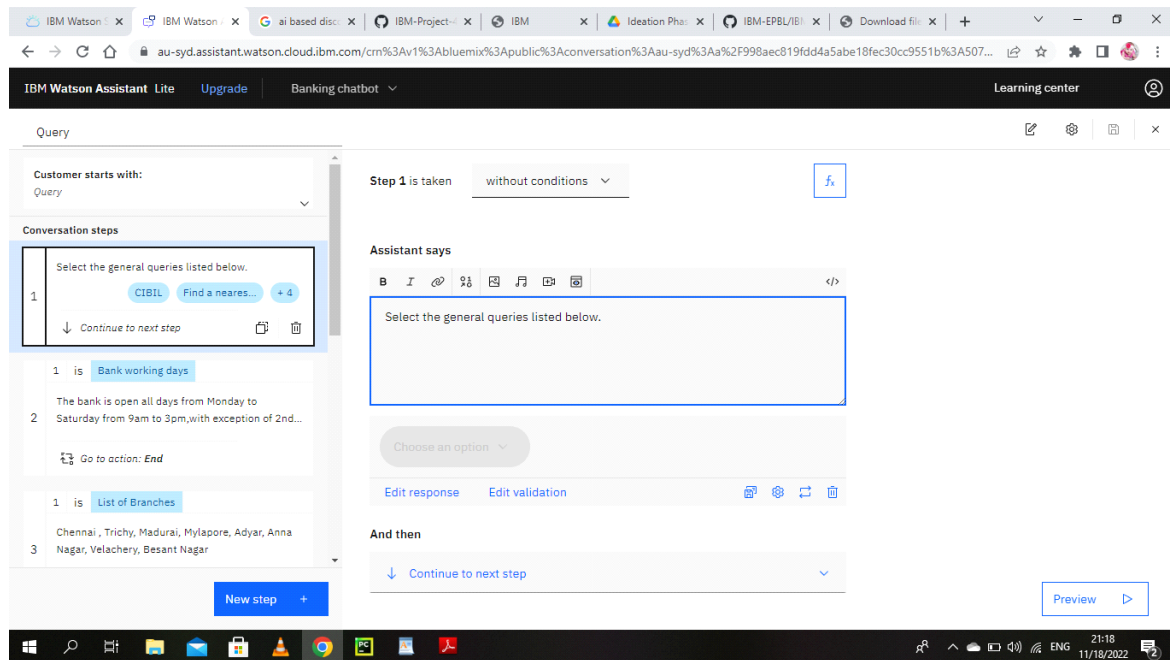 IBM Watson S
IBM Watson A
ai based disc
IBM-Project-4
IBM
Ideation Phas
IBM-EPBL/IBM
Download file
au-syd.assistant.watson.cloud.ibm.com/crn%3Av1%3Abluemix%3Apublic%3Aconversation%3Aau-syd%3Aa%2F998aec819fdd4a5abe18fec30cc9551b%3A507...
IBM Watson Assistant Lite
Upgrade
Banking chatbot
Learning center
Query
Customer starts with:
Query
Conversation steps
1
Select the general queries listed below.
CIBIL
Find a neares...
+ 4
Continue to next step
1 is Bank working days
2
The bank is open all days from Monday to
Saturday from 9am to 3pm,with exception of 2nd...
Go to action: End
1 is List of Branches
3
Chennai , Trichy, Madurai, Mylapore, Adyar, Anna
Nagar, Velachery, Besant Nagar
New step +
Step 1 is taken
without conditions
fx
Assistant says
B I
</>
Select the general queries listed below.
Choose an option
Edit response
Edit validation
And then
Continue to next step
Preview
ENG
21:18
11/18/2022
2